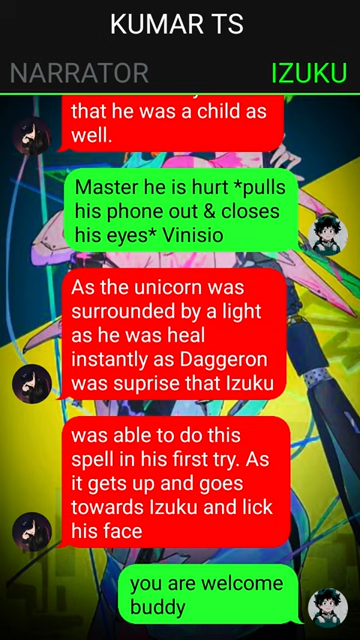 KUMAR TS
NARRATOR
IZUKU
that he was a child as
well.
Master he is hurt *pulls
his phone out & closes
his eyes* Vinisio
As the unicorn was
surrounded by a light
as he was heal
instantly as Daggeron
was suprise that Izuku
was able to do this
spell in his first try. As
it gets up and goes
towards Izuku and lick
his face
you are welcome
buddy